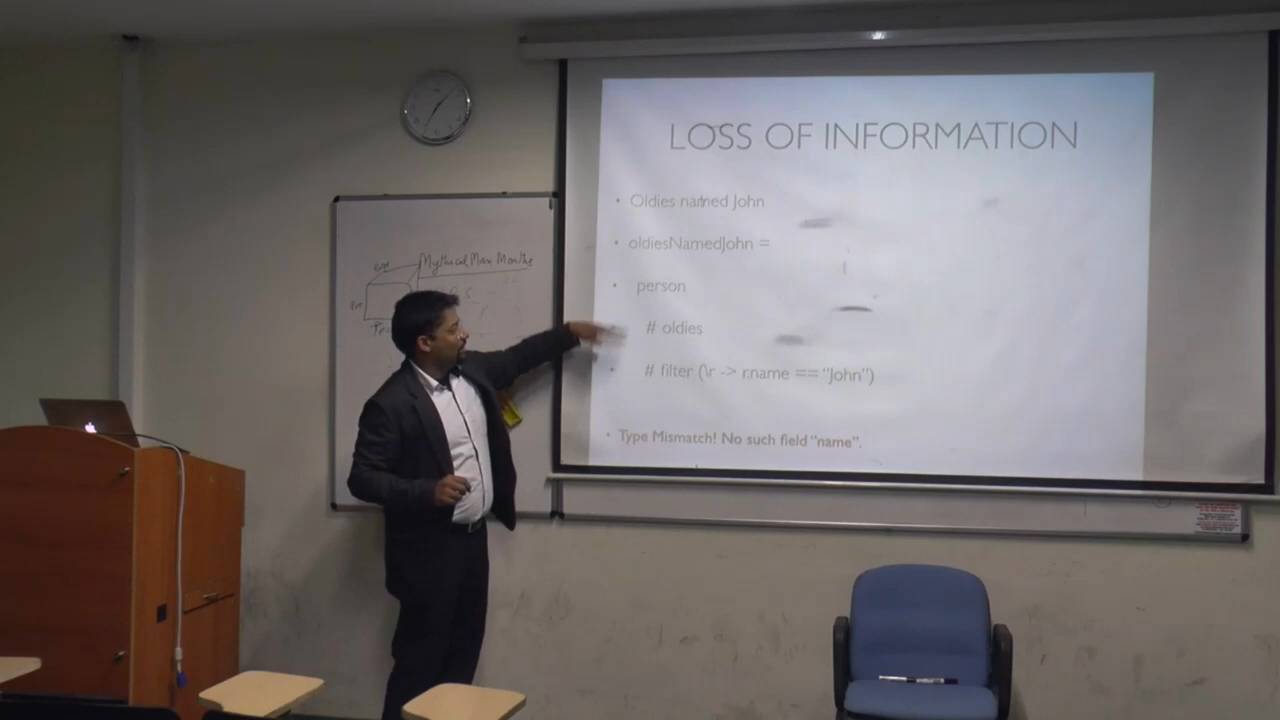 LOSS OF INFORMATION
• Oldies named John
• oldiesNamedJohn =
• person
# oldies
• # filter (\r -> r.name == "John")
• Type Mismatch! No such field "name".
Mythical Man Months